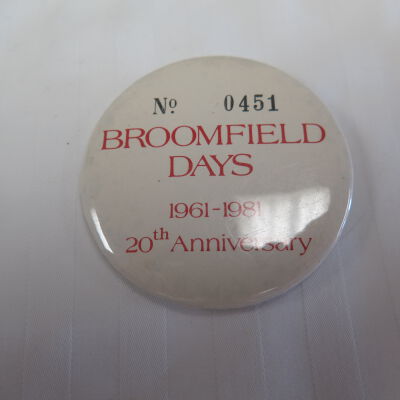 No 0451
BROOMFIELD
DAYS
1961-1981
20th Anniversary